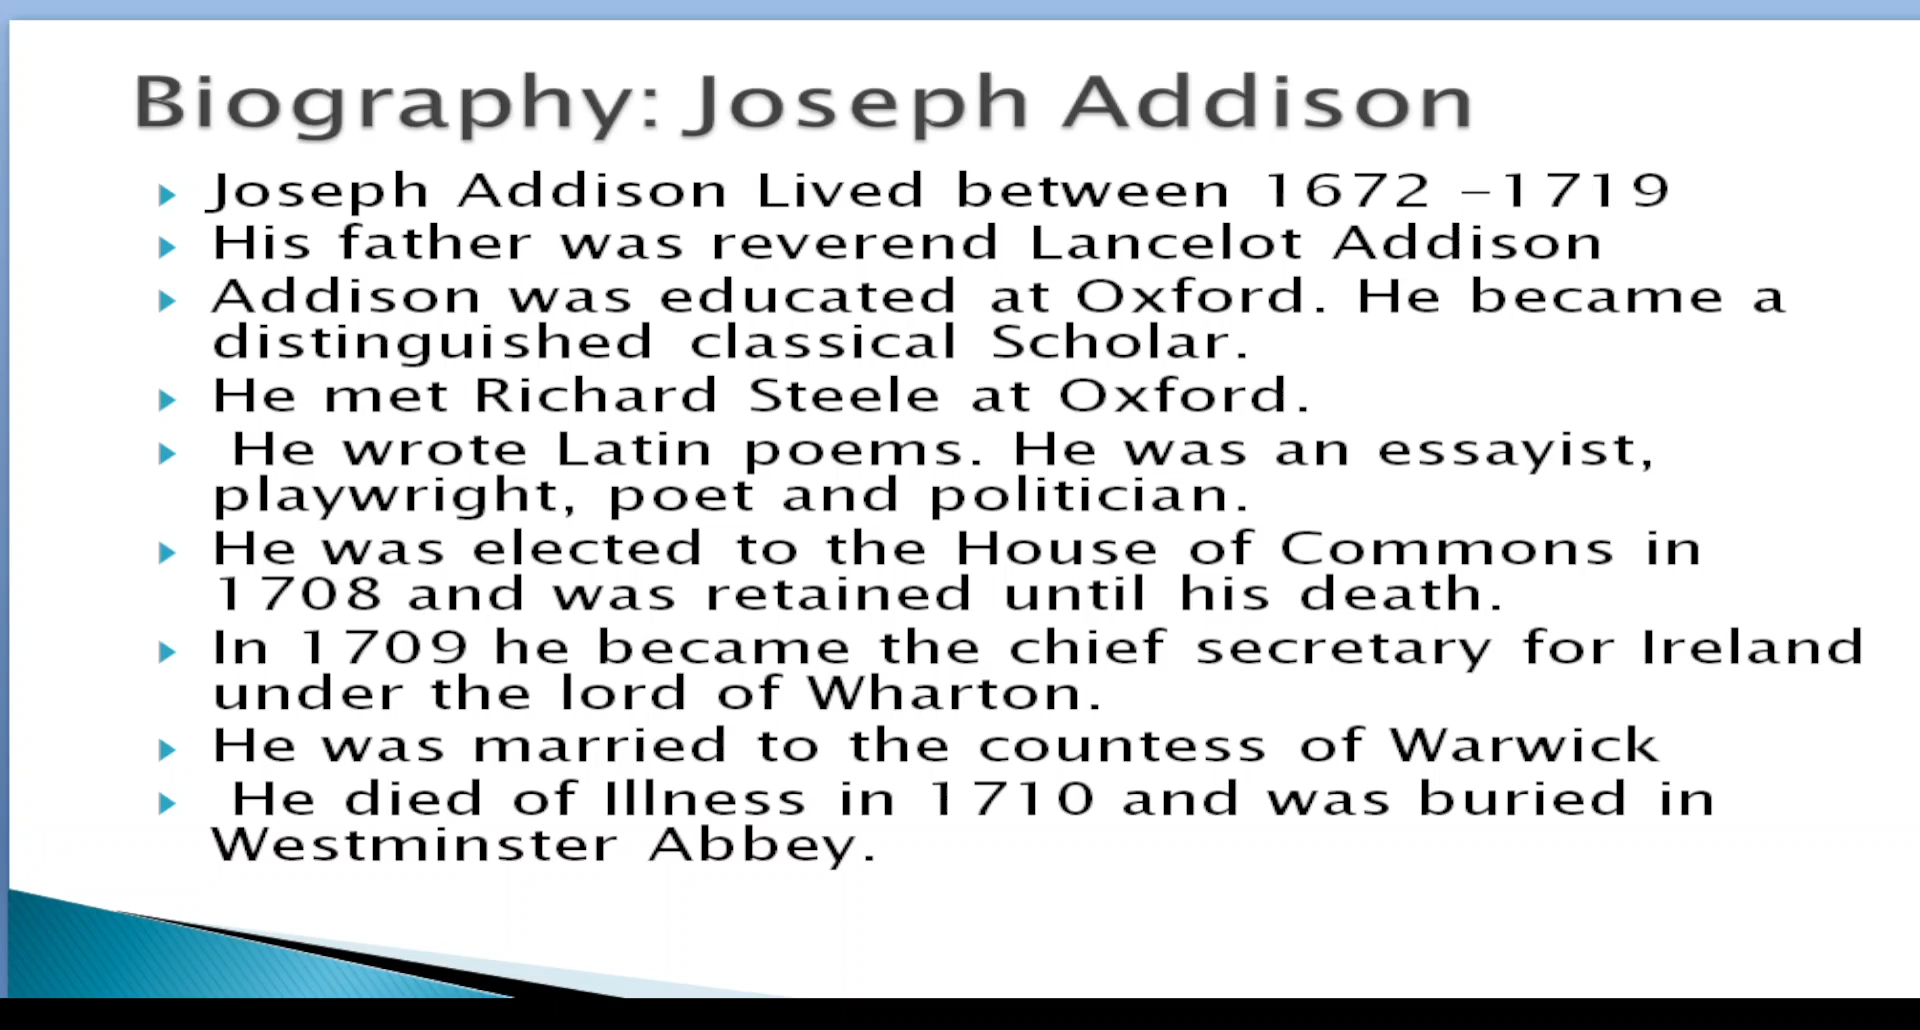 Biography: Joseph Addison
Joseph Addison Lived between 1672 –1719
His father was reverend Lancelot Addison
Addison was educated at Oxford. He became a
distinguished classical Scholar.
He met Richard Steele at Oxford.
He wrote Latin poems. He was an essayist,
playwright, poet and politician.
He was elected to the House of Commons in
1708 and was retained until his death.
In 1709 he became the chief secretary for Ireland
under the lord of Wharton.
He was married to the countess of Warwick
He died of Illness in 1710 and was buried in
Westminster Abbey.